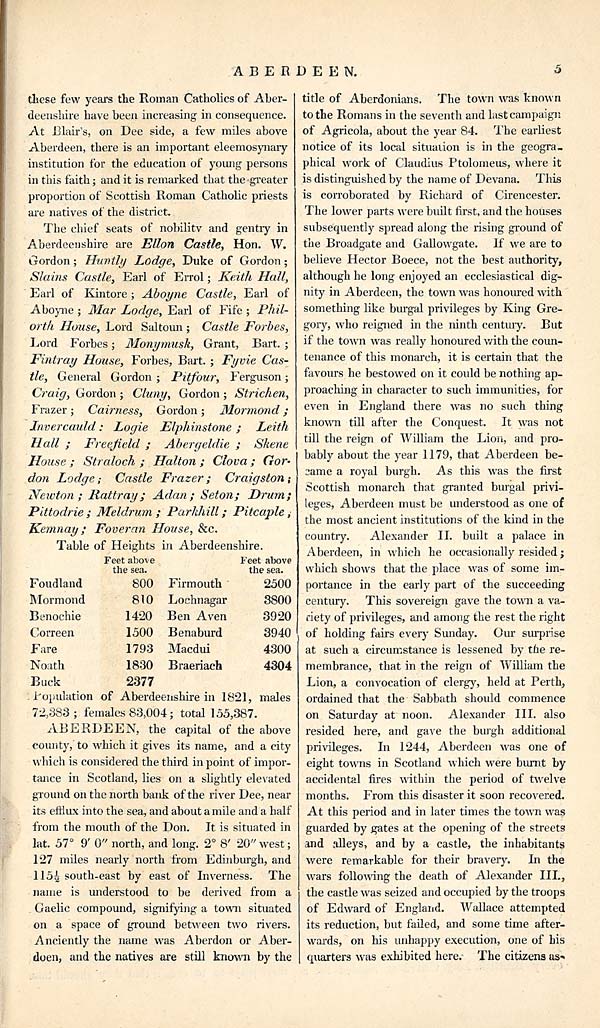 ABERDEEN.
5
these few years the Roman Catholics of Aber-
deenshire have been increasing in consequence.
At Blair's, on Dee side, a few miles above
Aberdeen, there is an important eleemosynary
institution for the education of young persons
in this faith; and it is remarked that the greater
proportion of Scottish Roman Catholic priests
are natives of the district.
The chief seats of nobility and gentry in
Aberdeenshire are Ellon Castle, Hon. W.
Gordon; Huntly Lodge, Duke of Gordon;
Slains Castle, Earl of Errol; Keith Hall,
Earl of Kintore; Aboyne Castle, Earl of
Aboyne; Mar Lodge, Earl of Fife; Phil-
orth House, Lord Saltoun; Castle Forbes,
Lord Forbes; Monymusk, Grant, Bart.;
Fintray House, Forbes, Bart.; Fyvie Cas-
tle, General Gordon; Pitfour, Ferguson;
Craig, Gordon; Cluny, Gordon; Strichen,
Frazer; Cairness, Gordon; Mormond;
Invercauld: Logie Elphinstone; Leith
Hall; Freefield; Abergeldie; Skene
House; Straloch; Halton; Clova; Gor-
don Lodge; Castle Frazer; Craigston;
Newton; Rattray; Adan; Seton; Drum;
Pittodrie; Meldrum; Parkhill; Pitcaple;
Kemnay; Foveran House, &c.
Table of Heights in Aberdeenshire.
Feet above the sea. Feet above the sea.
Foudland 800 Firmouth 2500
Mormond 810 Lochnagar 3800
Benochie 1420 Ben Aven 3920
Correen 1500 Benaburd 3940
Fare 1793 Macdui 4300
Noath 1830 Braeriach 4304
Buck 2377
Population of Aberdeenshire in 1821, males
72,383; females 83,004; total 155,387.
ABERDEEN, the capital of the above
county, to which it gives its name, and a city
which is considered the third in point of impor-
tance in Scotland, lies on a slightly elevated
ground on the north bank of the river Dee, near
its efflux into the sea, and about a mile and a half
from the mouth of the Don. It is situated in
lat. 57° 9' 0" north, and long. 2° 8' 20" west;
127 miles nearly north from Edinburgh, and
115½ south-east by east of Inverness. The
name is understood to be derived from a
Gaelic compound, signifying a town situated
on a space of ground between two rivers.
Anciently the name was Aberdon or Aber-
doen, and the natives are still known by the
title of Aberdonians. The town was known
to the Romans in the seventh and last campaign
of Agricola, about the year 84. The earliest
notice of its local situation is in the geogra-
phical work of Claudius Ptolomeus, where it
is distinguished by the name of Devana. This
is corroborated by Richard of Cirencester.
The lower parts were built first, and the houses
subsequently spread along the rising ground of
the Broadgate and Gallowgate. If we are to
believe Hector Boece, not the best authority,
although he long enjoyed an ecclesiastical dig-
nity in Aberdeen, the town was honoured with
something like burgal privileges by King Gre-
gory, who reigned in the ninth century. But
if the town was really honoured with the coun-
tenance of this monarch, it is certain that the
favours he bestowed on it could be nothing ap-
proaching in character to such immunities, for
even in England there was no such thing
known till after the Conquest. It was not
till the reign of William the Lion, and pro-
bably about the year 1179, that Aberdeen be-
came a royal burgh. As this was the first
Scottish monarch that granted burgal privi-
leges, Aberdeen must be understood as one of
the most ancient institutions of the kind in the
country. Alexander II. built a palace in
Aberdeen, in which he occasionally resided;
which shows that the place was of some im-
portance in the early part of the succeeding
century. This sovereign gave the town a va-
riety of privileges, and among the rest the right
of holding fairs every Sunday. Our surprise
at such a circumstance is lessened by the re-
membrance, that in the reign of William the
Lion, a convocation of clergy, held at Perth,
ordained that the Sabbath should commence
on Saturday at noon. Alexander III. also
resided here, and gave the burgh additional
privileges. In 1244, Aberdeen was one of
eight towns in Scotland which were burnt by
accidental fires within the period of twelve
months. From this disaster it soon recovered.
At this period and in later times the town was
guarded by gates at the opening of the streets
and alleys, and by a castle, the inhabitants
were remarkable for their bravery. In the
wars following the death of Alexander III.,
the castle was seized and occupied by the troops
of Edward of England. Wallace attempted
its reduction, but failed, and some time after-
wards, on his unhappy execution, one of his
quarters was exhibited here. The citizens as-